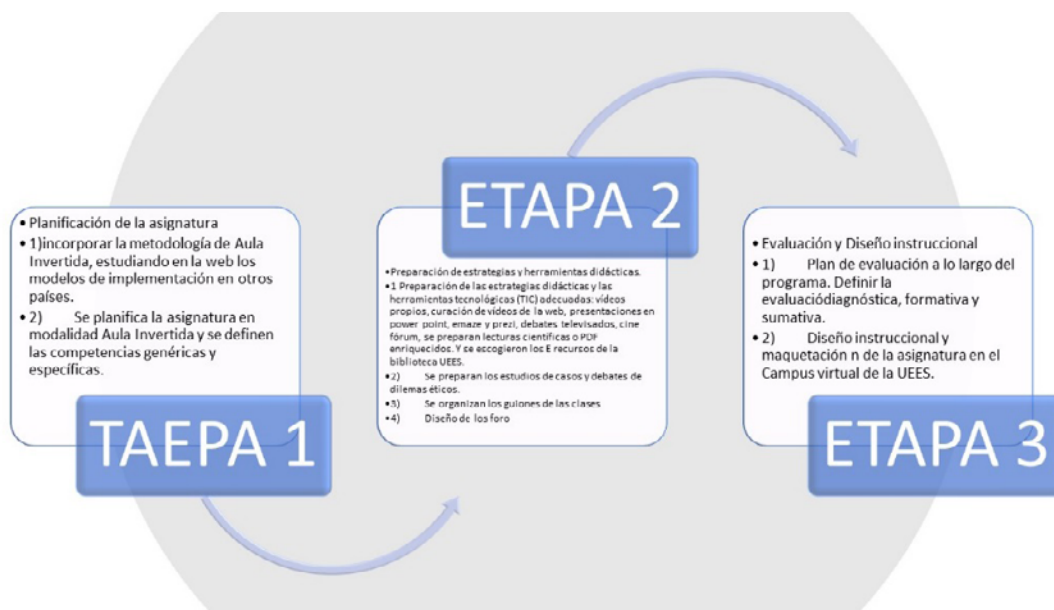 • Planificación de la asignatura
• 1)incorporar la metodología de Aula
Invertida, estudiando en la web los
modelos de implementación en otros
países.
• 2) Se planifica la asignatura en
modalidad Aula Invertida y se definen
las competencias genéricas y
específicas.
TAEPA 1
ETAPA 2
•Preparación de estrategias y herramientas didácticas.
•1 Preparación de las estrategias didácticas y las
herramientas tecnológicas (TIC) adecuadas: vídeos
propios, curación de vídeos de la web, presentaciones en
power point, emaze y prezi, debates televisados, cine
fórum, se preparan lecturas científicas o PDF
enriquecidos. Y se escogieron los E recursos de la
biblioteca UEES.
•2) Se preparan los estudios de casos y debates de
dilemas éticos.
•3) Se organizan los guiones de las clases
•4) Diseño de los foro
• Evaluación y Diseño instruccional
• 1) Plan de evaluación a lo largo del
programa. Definir la
evaluaciódiagnóstica, formativa y
sumativa.
• 2) Diseño instruccional y
maquetación n de la asignatura en el
Campus virtual de la UEES.
ETAPA 3